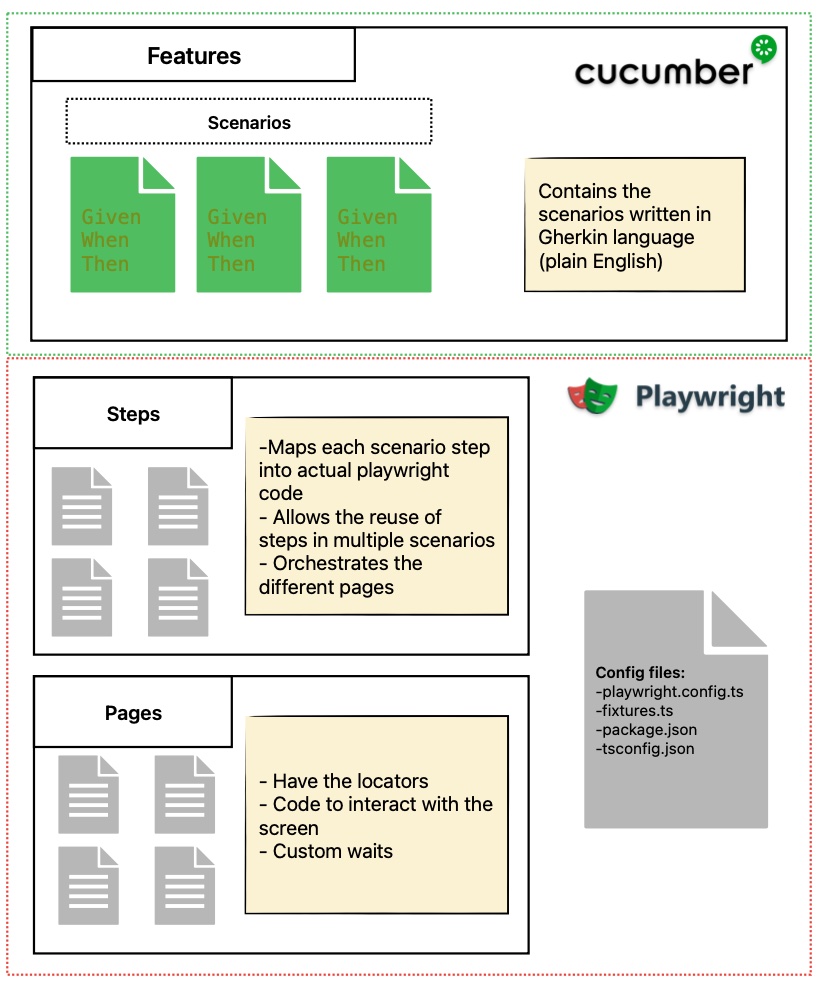 Features
cucumber
Scenarios
Given
When
Then
Given
When
Then
Given
When
Then
Contains the
scenarios written in
Gherkin language
(plain English)
Steps
-Maps each scenario step
into actual playwright
code
- Allows the reuse of
steps in multiple scenarios
- Orchestrates the
different pages
Playwright
Pages
- Have the locators
- Code to interact with the
screen
- Custom waits
Config files:
-playwright.config.ts
-fixtures.ts
-package.json
-tsconfig.json